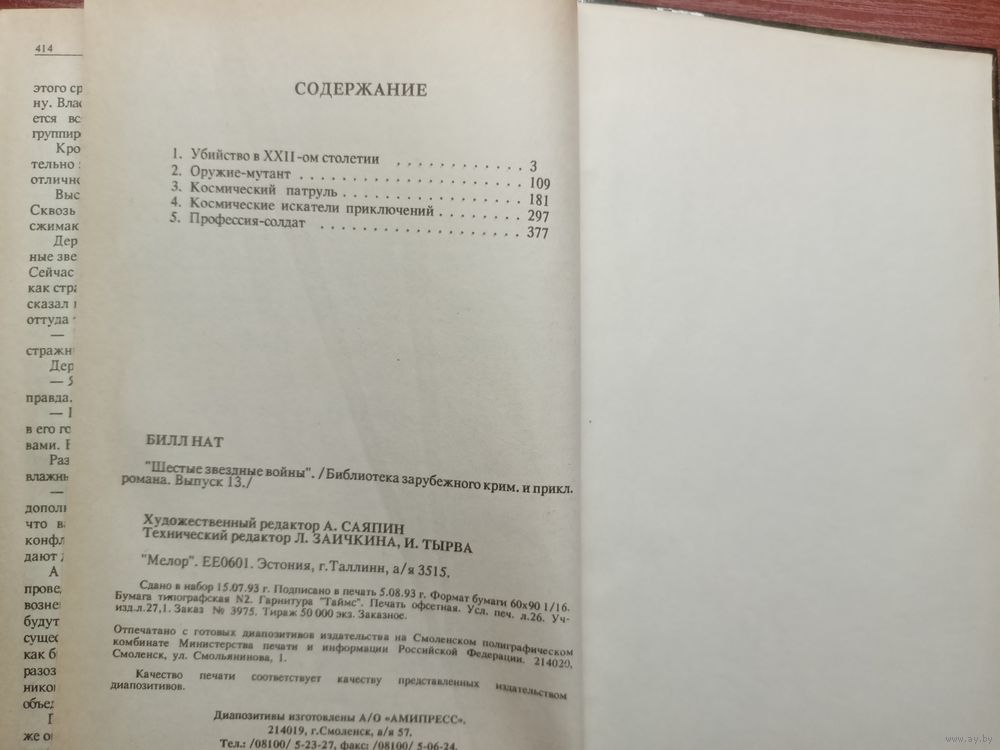 414
этого ср
ну. Влас
ется вс
группир
Кро
тельно
отличн
Выс
Сквозь
сжимак
Дер
ные зве
Сейчас
как стра
сказал
оттуда
—
стражн
Дер
—
правда.
—
в его го
вами.
Раз
влажны
—
дополн
что в
конфл
дают
А
прове
возне
будут
сущес
как б
разоз
нико
объед
же
СОДЕРЖАНИЕ
1. Убийство в XXII-ом столетии . . . . . . . . . . . . 3
2. Оружие-мутант . . . . . . . . . . . . . . . . . . . . . 109
3. Космический патруль . . . . . . . . . . . . . . . . . 181
4. Космические искатели приключений . . . . . . . . 297
5. Профессия-солдат . . . . . . . . . . . . . . . . . . . 377
БИЛЛ НАТ
"Шестые звездные войны". /Библиотека зарубежного крим. и прикл.
романа. Выпуск 13./
Художественный редактор А. САЯПИН
Технический редактор Л. ЗАИЧКИНА, И. ТЫРВА
"Мелор". ЕЕ0601. Эстония, г. Таллинн, а/я 3515.
Сдано в набор 15.07.93 г. Подписано в печать 5.08.93 г. Формат бумаги 60х90 1/16.
Бумага типографская N2. Гарнитура "Таймс". Печать офсетная. Усл. печ. л.26. Уч-
изд.л.27,1. Заказ № 3975. Тираж 50 000 экз. Заказное.
Отпечатано с готовых диапозитивов издательства на Смоленском полиграфическом
комбинате Министерства печати и информации Российской Федерации. 214020,
Смоленск, ул. Смольянинова, 1.
Качество печати соответствует качеству представленных издательством
диапозитивов.
Диапозитивы изготовлены А/О «АМИПРЕСС»,
214019, г.Смоленск, а/я 57.
Тел.: /08100/ 5-23-27, факс: /08100/ 5-06-24.
www.ay.by